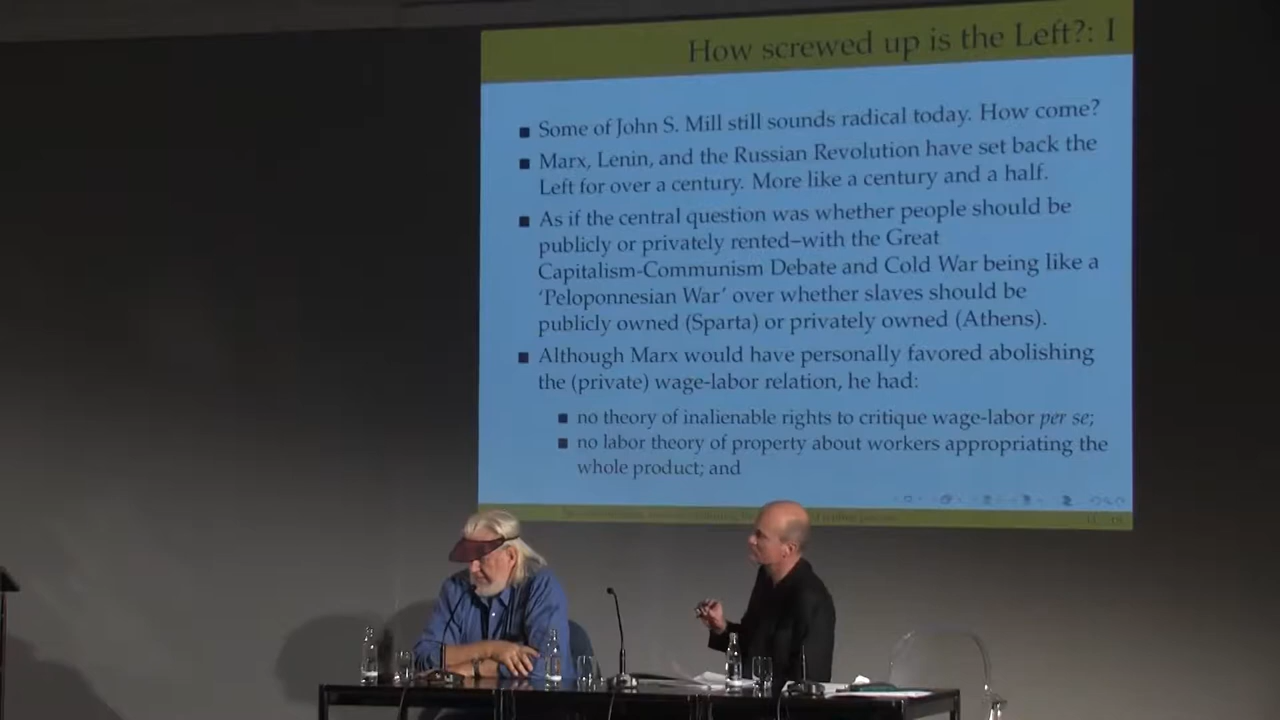 How screwed up is the Left?: I
Some of John S. Mill still sounds radical today. How come?
Marx, Lenin, and the Russian Revolution have set back the
Left for over a century. More like a century and a half.
As if the central question was whether people should be
publicly or privately rented–with the Great
Capitalism-Communism Debate and Cold War being like a
'Peloponnesian War' over whether slaves should be
publicly owned (Sparta) or privately owned (Athens).
Although Marx would have personally favored abolishing
the (private) wage-labor relation, he had:
no theory of inalienable rights to critique wage-labor per se;
no labor theory of property about workers appropriating the
whole product; and